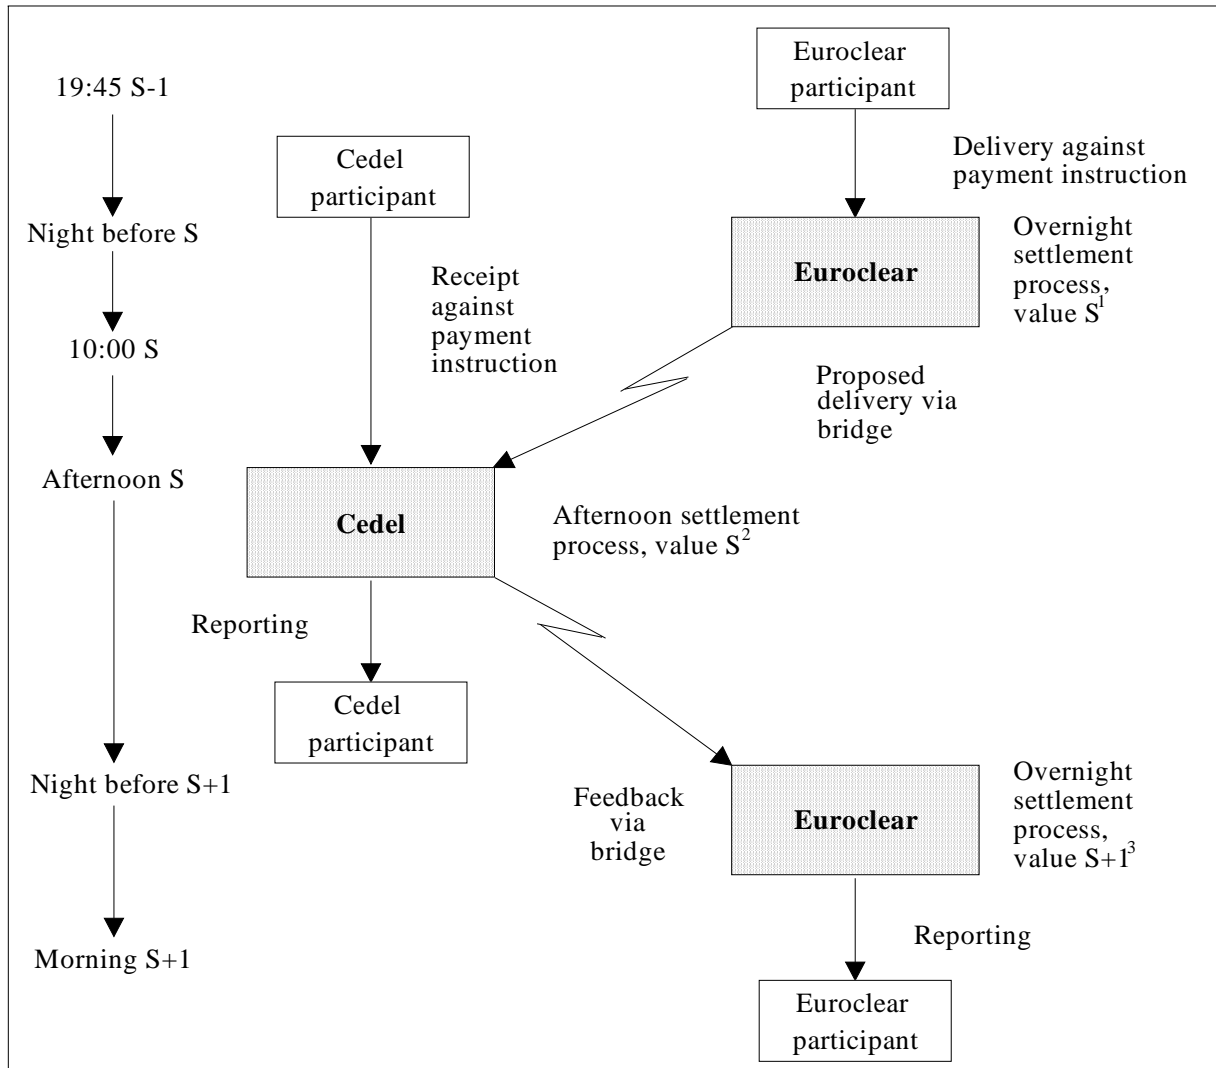 19:45 S-1
Night before S
10:00 S
Afternoon S
Night before S+1
Morning S+1
Euroclear
participant
Delivery against
payment instruction
Cedel
participant
Receipt
against
payment
instruction
Euroclear
Overnight
settlement
process,
value S1
Proposed
delivery via
bridge
Cedel
Afternoon settlement
process, value S2
Reporting
Cedel
participant
Feedback
via
bridge
Euroclear
Overnight
settlement
process,
value S+13
Reporting
Euroclear
participant